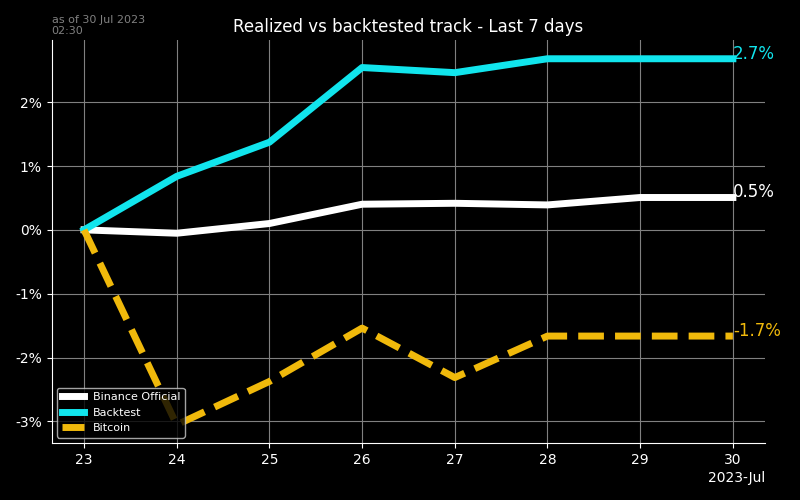 as of 30 Jul 2023
02:30
Realized vs backtested track - Last 7 days
2.7%
2%
1%
0.5%
0%
-1%
-1.7%
-2%
-3%
Binance Official
Backtest
Bitcoin
23 24 25 26 27 28 29 30
2023-Jul